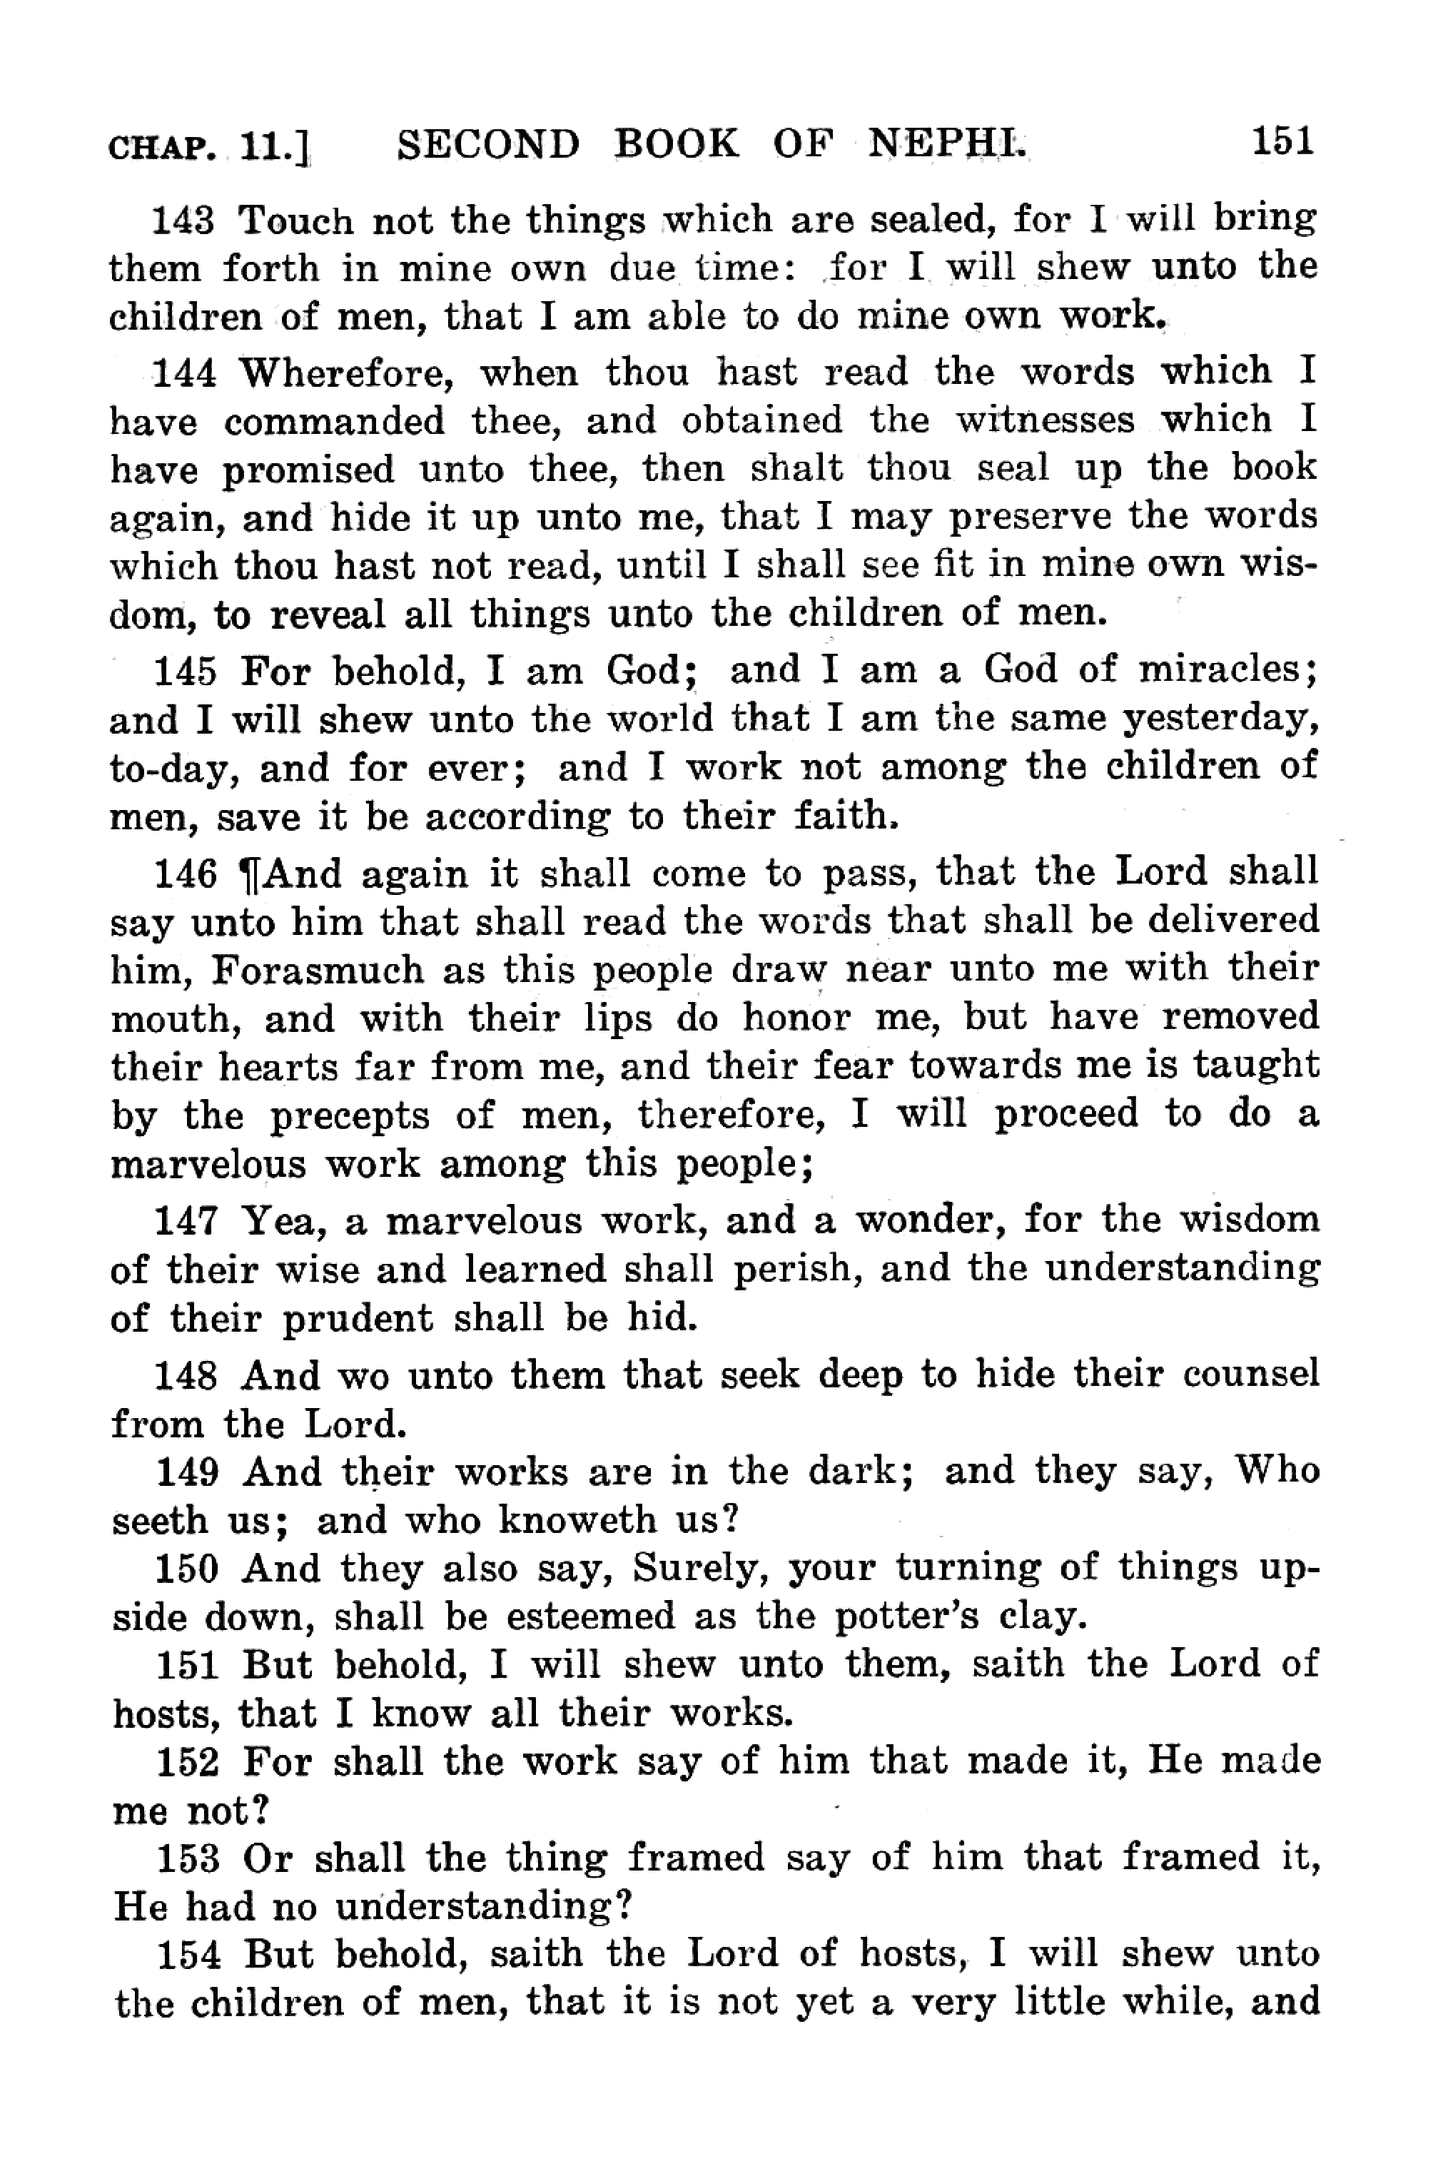 CHAP. 11.] SECOND BOOK OF NEPHI. 151
143 Touch not the things which are sealed, for I will bring
them forth in mine own due time: for I will shew unto the
children of men, that I am able to do mine own work.
144 Wherefore, when thou hast read the words which I
have commanded thee, and obtained the witnesses which I
have promised unto thee, then shalt thou seal up the book
again, and hide it up unto me, that I may preserve the words
which thou hast not read, until I shall see fit in mine own wis-
dom, to reveal all things unto the children of men.
145 For behold, I am God; and I am a God of miracles;
and I will shew unto the world that I am the same yesterday,
to-day, and for ever; and I work not among the children of
men, save it be according to their faith.
146 ¶And again it shall come to pass, that the Lord shall
say unto him that shall read the words that shall be delivered
him, Forasmuch as this people draw near unto me with their
mouth, and with their lips do honor me, but have removed
their hearts far from me, and their fear towards me is taught
by the precepts of men, therefore, I will proceed to do a
marvelous work among this people;
147 Yea, a marvelous work, and a wonder, for the wisdom
of their wise and learned shall perish, and the understanding
of their prudent shall be hid.
148 And wo unto them that seek deep to hide their counsel
from the Lord.
149 And their works are in the dark; and they say, Who
seeth us; and who knoweth us?
150 And they also say, Surely, your turning of things up-
side down, shall be esteemed as the potter's clay.
151 But behold, I will shew unto them, saith the Lord of
hosts, that I know all their works.
152 For shall the work say of him that made it, He made
me not?
153 Or shall the thing framed say of him that framed it,
He had no understanding?
154 But behold, saith the Lord of hosts, I will shew unto
the children of men, that it is not yet a very little while, and